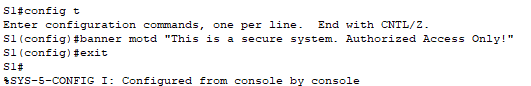 S1#config t
Enter configuration commands, one per line.  End with CNTL/Z.
S1(config)#banner motd "This is a secure system. Authorized Access Only!"
S1(config)#exit
S1#
%SYS-5-CONFIG I: Configured from console by console